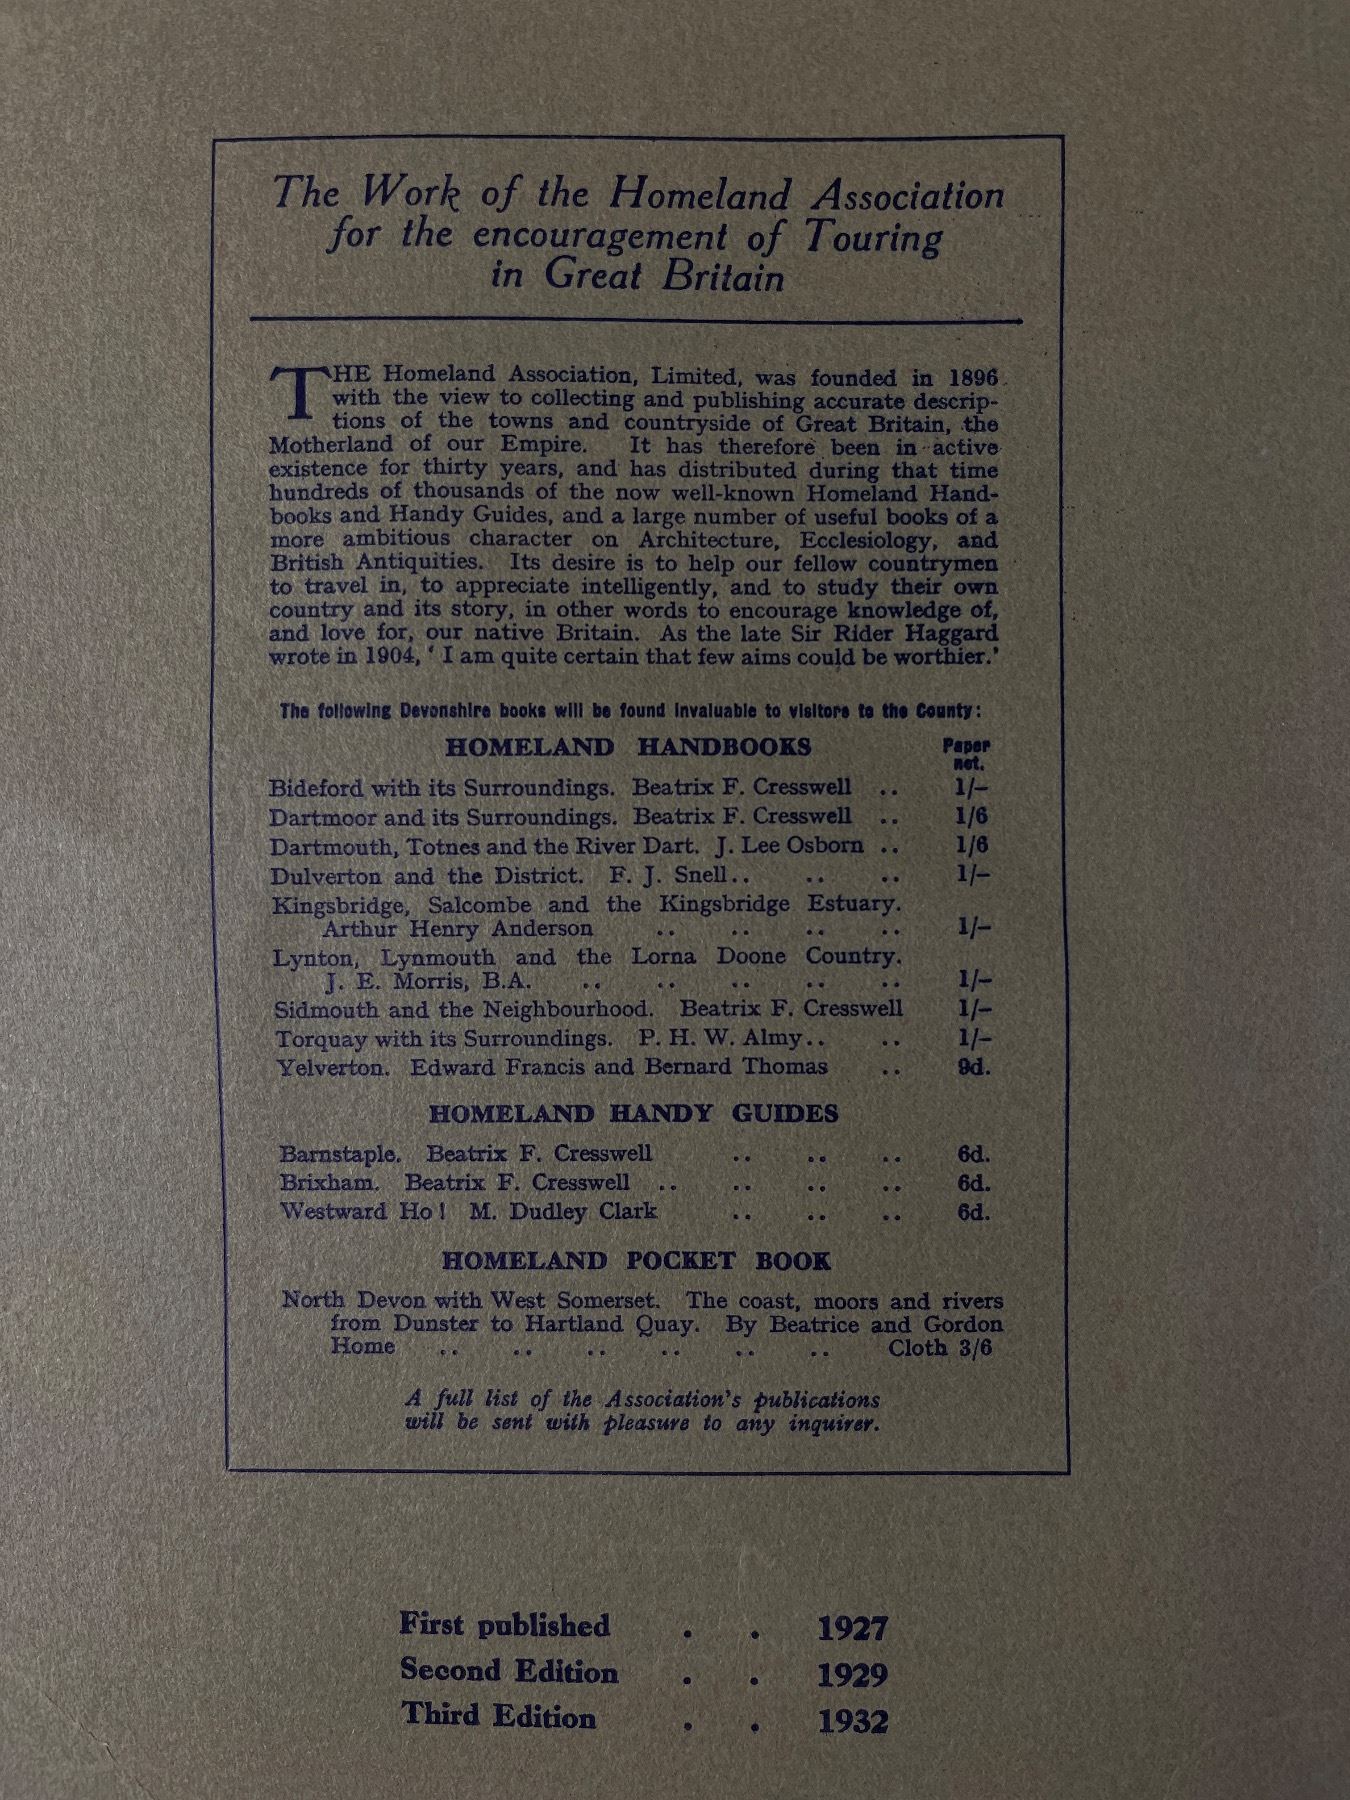 The Work of the Homeland Association
for the encouragement of Touring
in Great Britain
THE Homeland Association, Limited, was founded in 1896
with the view to collecting and publishing accurate descrip-
tions of the towns and countryside of Great Britain, the
Motherland of our Empire. It has therefore been in active
existence for thirty years, and has distributed during that time
hundreds of thousands of the now well-known Homeland Hand-
books and Handy Guides, and a large number of useful books of a
more ambitious character on Architecture, Ecclesiology, and
British Antiquities. Its desire is to help our fellow countrymen
to travel in, to appreciate intelligently, and to study their own
country and its story, in other words to encourage knowledge of,
and love for, our native Britain. As the late Sir Rider Haggard
wrote in 1904, ‘ I am quite certain that few aims could be worthier.’
The following Devonshire books will be found invaluable to visitors to the County:
HOMELAND HANDBOOKS Paper
net.
Bideford with its Surroundings. Beatrix F. Cresswell .. 1/–
Dartmoor and its Surroundings. Beatrix F. Cresswell .. 1/6
Dartmouth, Totnes and the River Dart. J. Lee Osborn .. 1/6
Dulverton and the District. F. J. Snell.. .. .. 1/–
Kingsbridge, Salcombe and the Kingsbridge Estuary.
Arthur Henry Anderson .. .. .. .. 1/–
Lynton, Lynmouth and the Lorna Doone Country.
J. E. Morris, B.A. .. .. .. .. .. 1/–
Sidmouth and the Neighbourhood. Beatrix F. Cresswell 1/–
Torquay with its Surroundings. P. H. W. Almy.. .. 1/–
Yelverton. Edward Francis and Bernard Thomas .. 9d.
HOMELAND HANDY GUIDES
Barnstaple. Beatrix F. Cresswell .. .. .. 6d.
Brixham. Beatrix F. Cresswell .. .. .. .. 6d.
Westward Ho! M. Dudley Clark .. .. .. 6d.
HOMELAND POCKET BOOK
North Devon with West Somerset. The coast, moors and rivers
from Dunster to Hartland Quay. By Beatrice and Gordon
Home .. .. .. .. .. .. Cloth 3/6
A full list of the Association's publications
will be sent with pleasure to any inquirer.
First published . . 1927
Second Edition . . 1929
Third Edition . . 1932